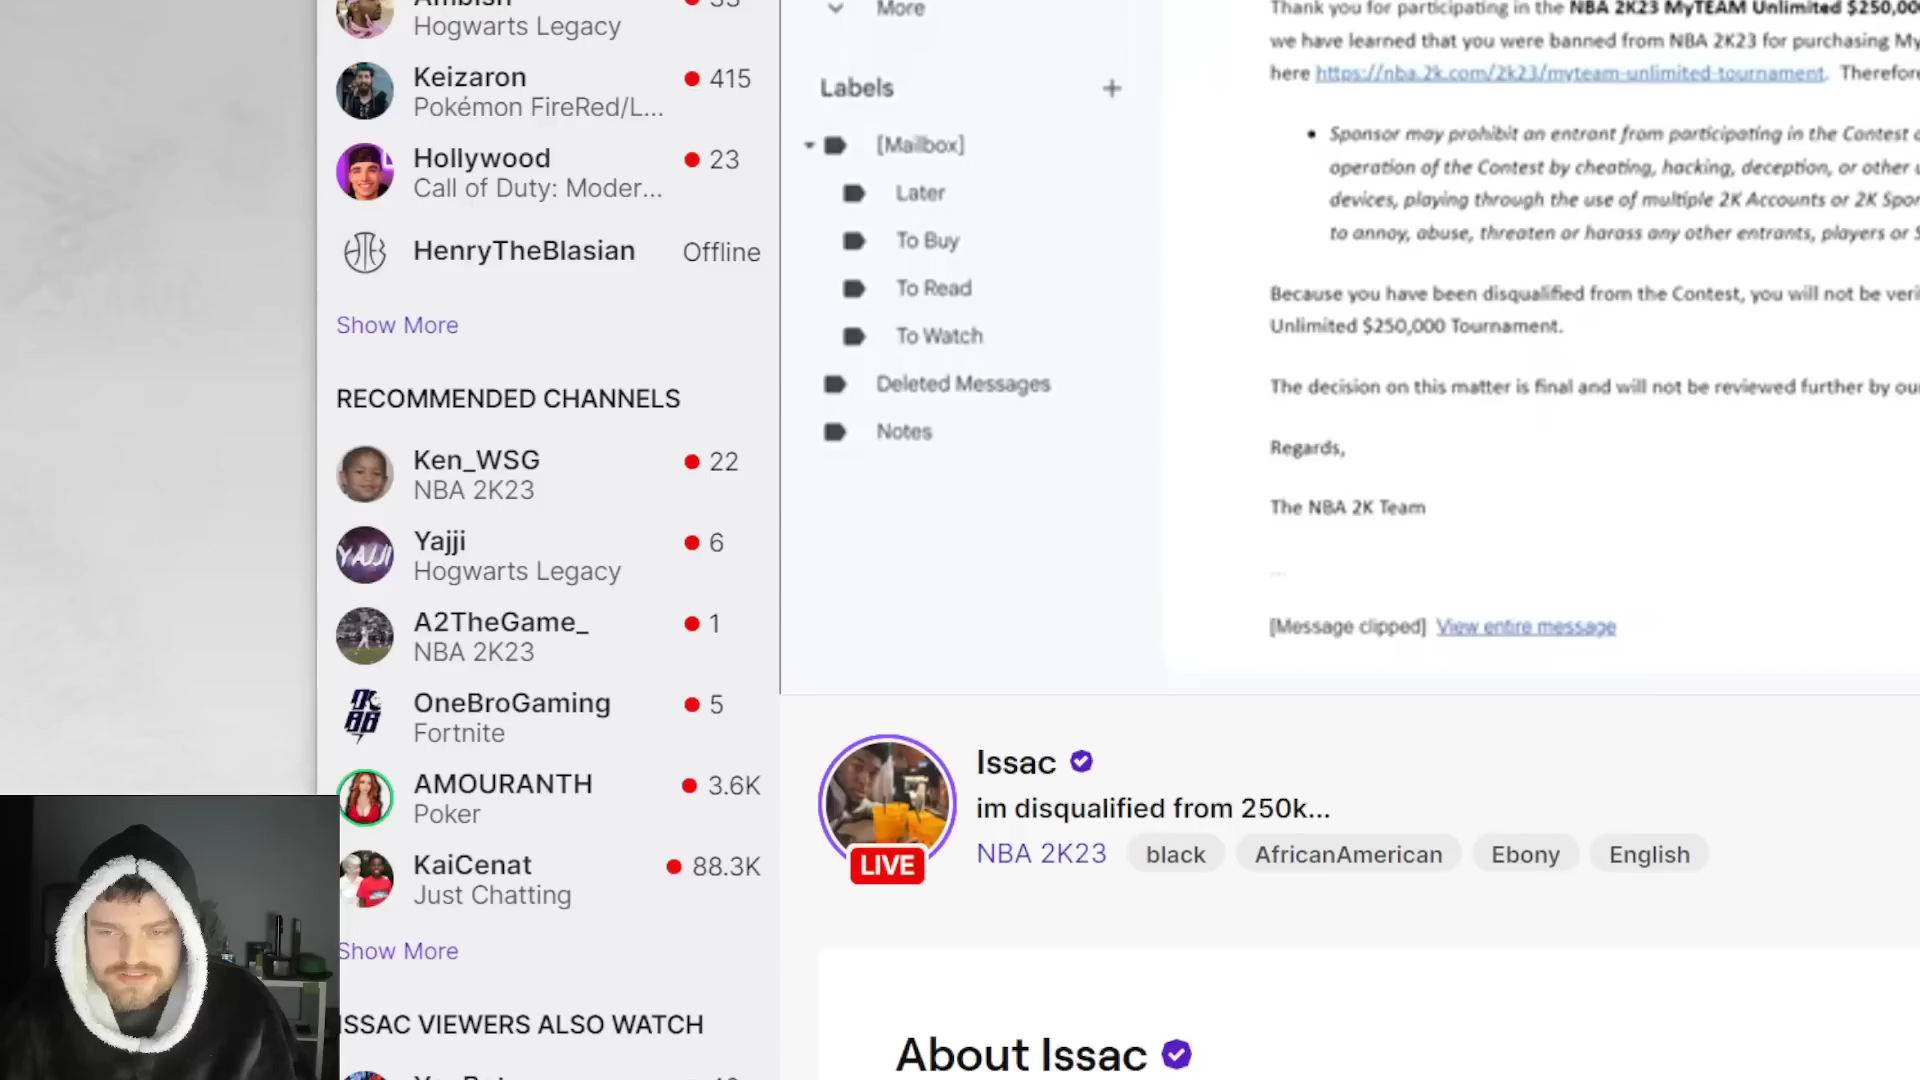 Hogwarts Legacy
Keizaron
415
Pokémon FireRed/L...
Hollywood
23
Call of Duty: Moder...
HenryTheBlasian
Offline
Show More
RECOMMENDED CHANNELS
Ken_WSG
22
NBA 2K23
Yajji
6
Hogwarts Legacy
YAJJI
A2TheGame_
1
NBA 2K23
OneBroGaming
5
Fortnite
AMOURANTH
3.6K
Poker
KaiCenat
88.3K
Just Chatting
Show More
ISSAC VIEWERS ALSO WATCH
More
Labels
+
[Mailbox]
Later
To Buy
To Read
To Watch
Deleted Messages
Notes
Thank you for participating in the NBA 2K23 MyTEAM Unlimited $250,00
we have learned that you were banned from NBA 2K23 for purchasing My
here https://nba.2k.com/2k23/myteam-unlimited-tournament. Therefore
• Sponsor may prohibit an entrant from participating in the Contest
operation of the Contest by cheating, hacking, deception, or other
devices, playing through the use of multiple 2K Accounts or 2K Spor
to annoy, abuse, threaten or harass any other entrants, players or S
Because you have been disqualified from the Contest, you will not be veri
Unlimited $250,000 Tournament.
The decision on this matter is final and will not be reviewed further by our
Regards,
The NBA 2K Team
[Message clipped] View entire message
Issac
im disqualified from 250k...
NBA 2K23
black
AfricanAmerican
Ebony
English
LIVE
About Issac